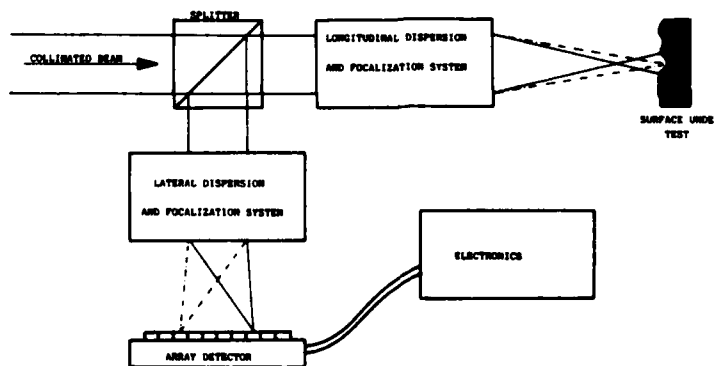 SPLITTER
COLLIMATED BEAM
LONGITUDINAL DISPERSION
AND FOCALIZATION SYSTEM
SURFACE UNDE
TEST
LATERAL DISPERSION
AND FOCALIZATION SYSTEM
ELECTRONICS
ARRAY DETECTOR